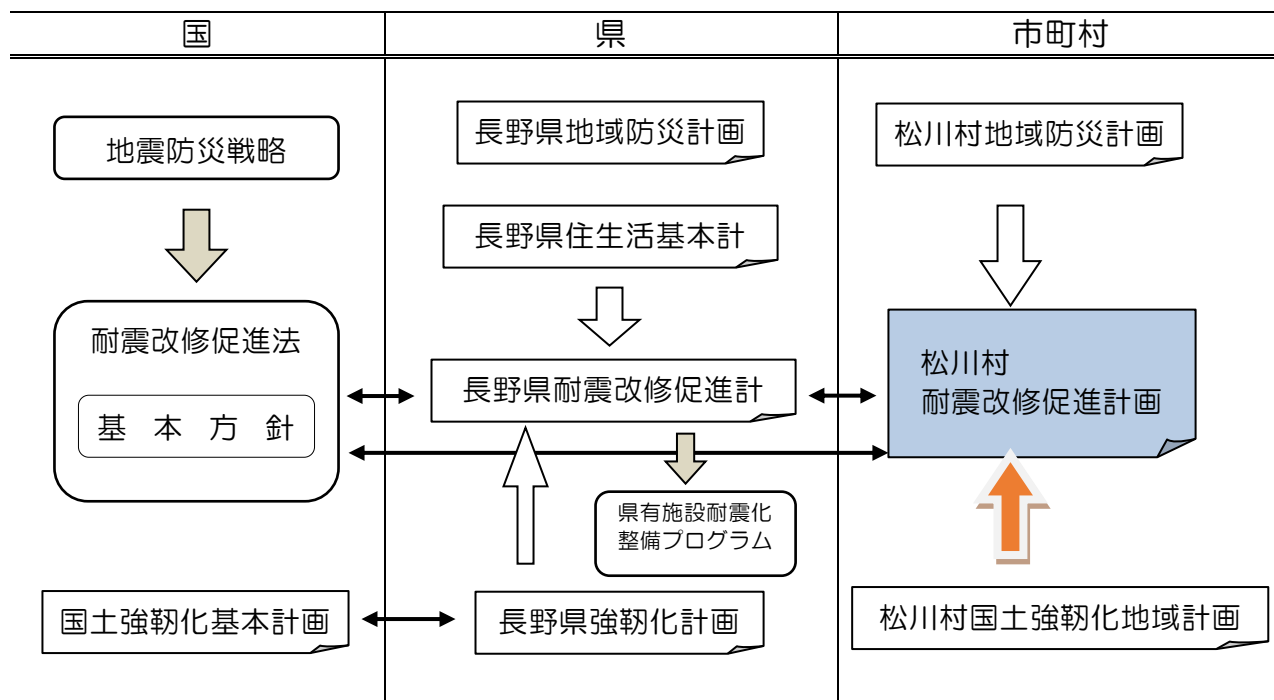 国
県
市町村
地震防災戦略
耐震改修促進法
基本方針
国土強靭化基本計画
長野県地域防災計画
長野県住生活基本計
長野県耐震改修促進計
県有施設耐震化
整備プログラム
長野県強靭化計画
松川村地域防災計画
松川村
耐震改修促進計画
松川村国土強靭化地域計画